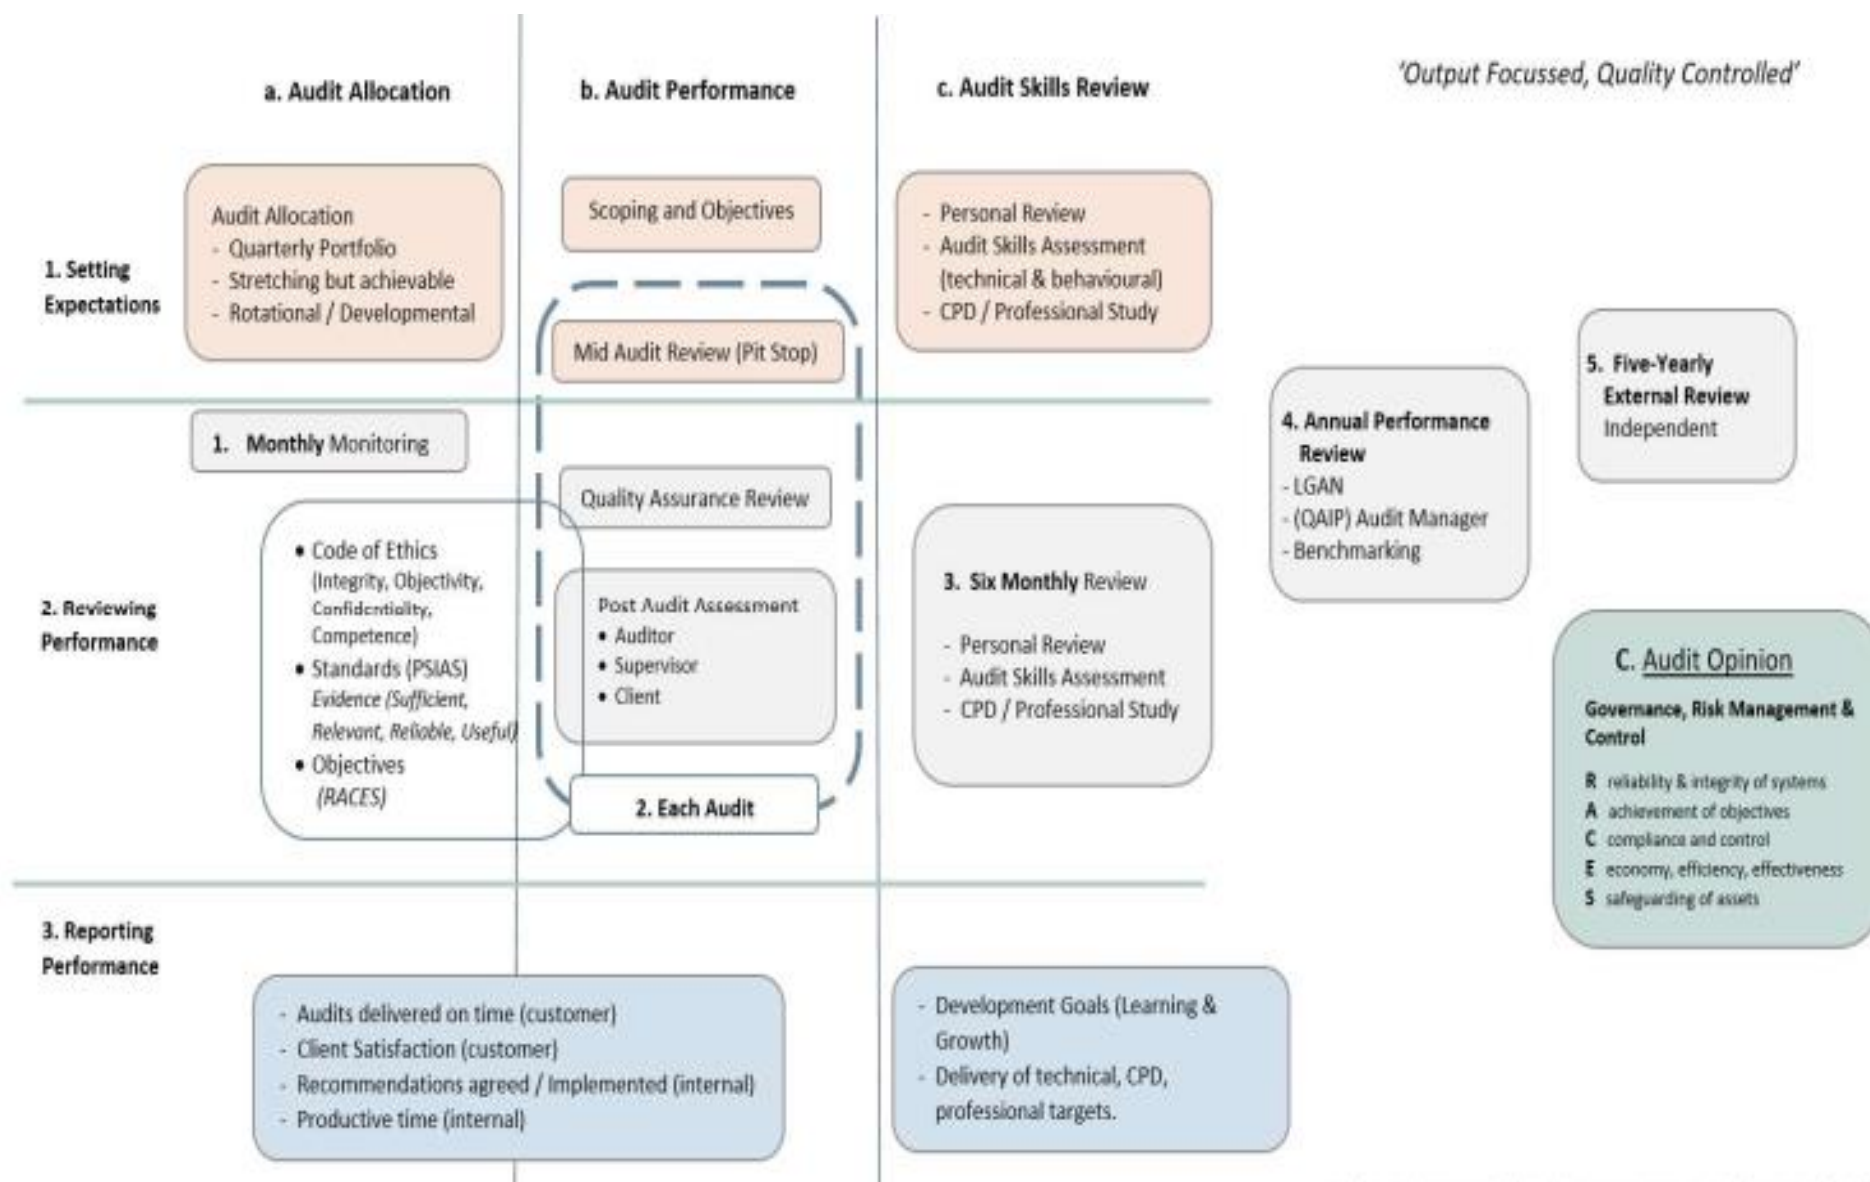 a. Audit Allocation
b. Audit Performance
c. Audit Skills Review
'Output Focussed, Quality Controlled'
1. Setting
Expectations
Audit Allocation
- Quarterly Portfolio
- Stretching but achievable
- Rotational / Developmental
Scoping and Objectives
Mid Audit Review (Pit Stop)
- Personal Review
- Audit Skills Assessment
(technical & behavioural)
- CPD / Professional Study
2. Reviewing
Performance
1. Monthly Monitoring
• Code of Ethics
(Integrity, Objectivity,
Confidentiality,
Competence)
• Standards (PSIAS)
Evidence (Sufficient,
Relevant, Reliable, Useful)
• Objectives
(RACES)
Quality Assurance Review
Post Audit Assessment
• Auditor
• Supervisor
• Client
2. Each Audit
3. Six Monthly Review
- Personal Review
- Audit Skills Assessment
- CPD / Professional Study
4. Annual Performance
Review
- LGAN
- (QAIP) Audit Manager
- Benchmarking
5. Five-Yearly
External Review
Independent
C. Audit Opinion
Governance, Risk Management &
Control
R reliability & integrity of systems
A achievement of objectives
C compliance and control
E economy, efficiency, effectiveness
S safeguarding of assets
3. Reporting
Performance
- Audits delivered on time (customer)
- Client Satisfaction (customer)
- Recommendations agreed / Implemented (internal)
- Productive time (internal)
- Development Goals (Learning &
Growth)
- Delivery of technical, CPD,
professional targets.